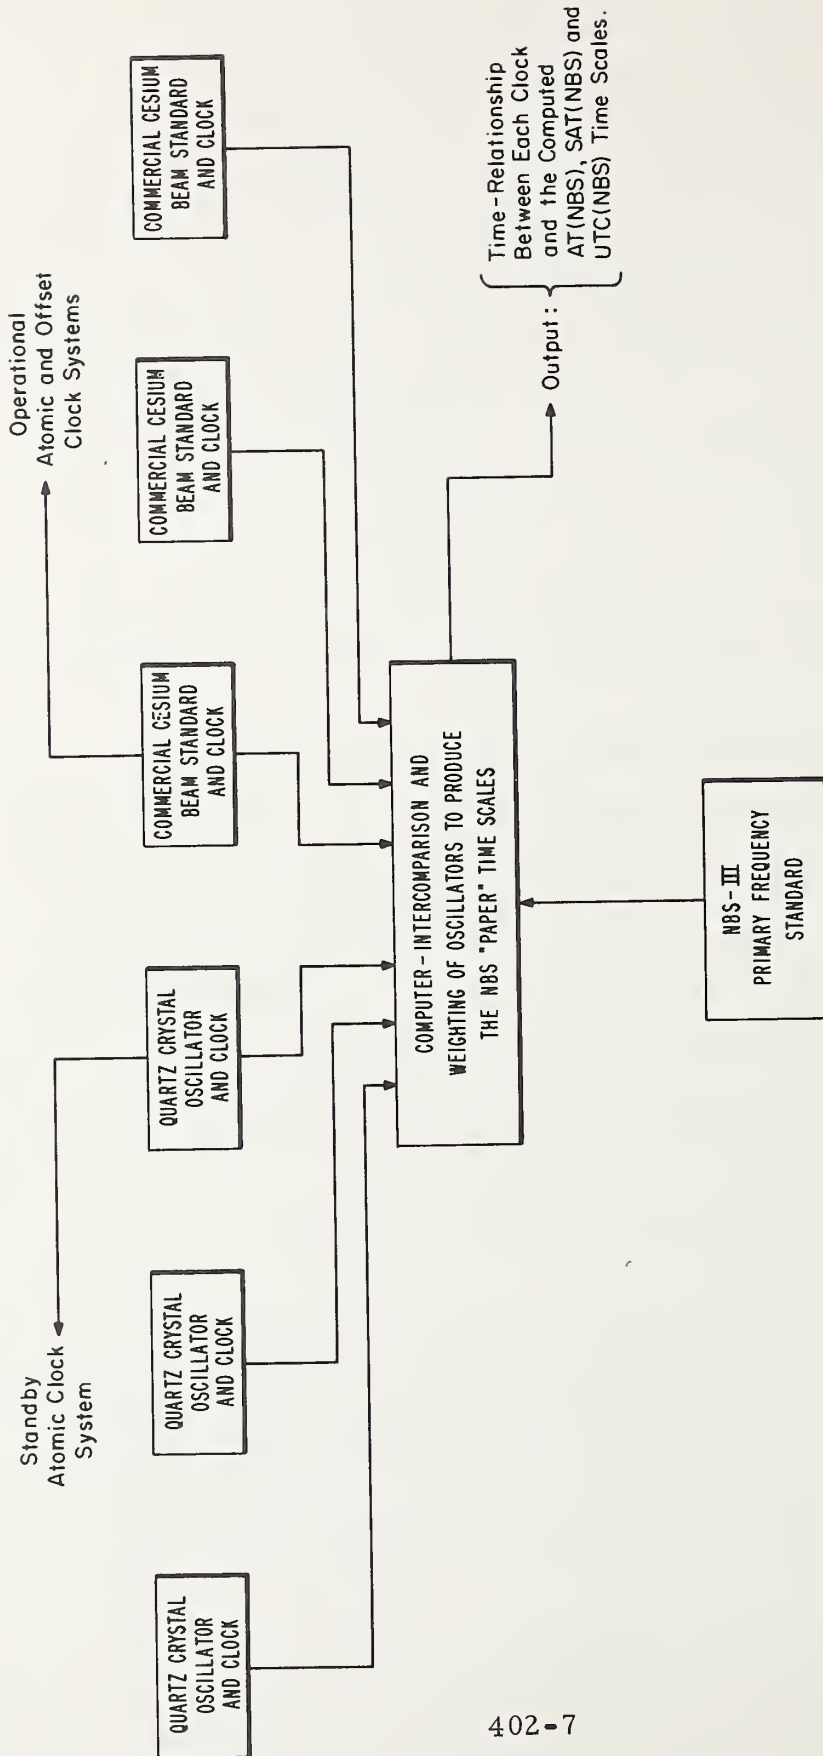 Standby
Atomic Clock
System
Operational
Atomic and Offset
Clock Systems
QUARTZ CRYSTAL
OSCILLATOR
AND CLOCK
QUARTZ CRYSTAL
OSCILLATOR
AND CLOCK
QUARTZ CRYSTAL
OSCILLATOR
AND CLOCK
COMMERCIAL CESIUM
BEAM STANDARD
AND CLOCK
COMMERCIAL CESIUM
BEAM STANDARD
AND CLOCK
COMMERCIAL CESIUM
BEAM STANDARD
AND CLOCK
COMPUTER-INTERCOMPARISON AND
WEIGHTING OF OSCILLATORS TO PRODUCE
THE NBS "PAPER" TIME SCALES
Output:
Time-Relationship
Between Each Clock
and the Computed
AT(NBS), SAT(NBS) and
UTC(NBS) Time Scales.
NBS-III
PRIMARY FREQUENCY
STANDARD
402-7